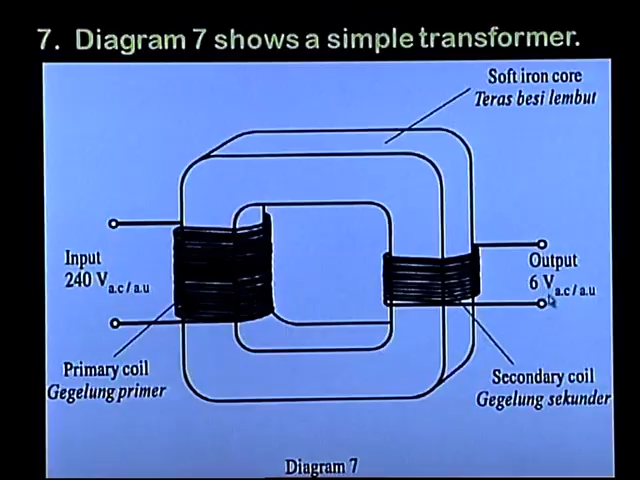 7. Diagram 7 shows a simple transformer.
Soft iron core
Teras besi lembut
Input
240 V a.c / a.u
Output
6 V a.c / a.u
Primary coil
Gegelung primer
Secondary coil
Gegelung sekunder
Diagram 7